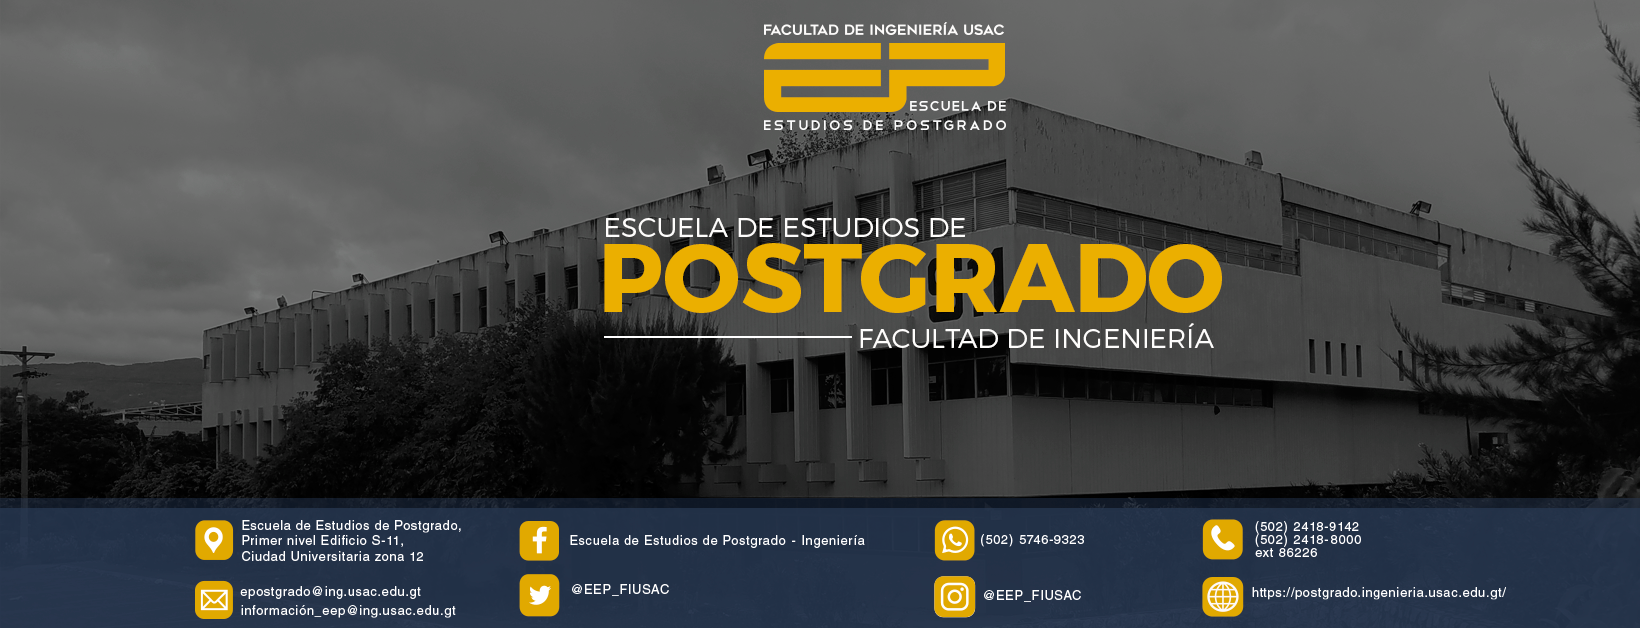 FACULTAD DE INGENIERÍA USAC
EP
ESCUELA DE
ESTUDIOS DE POSTGRADO
ESCUELA DE ESTUDIOS DE
POSTGRADO
FACULTAD DE INGENIERÍA
Escuela de Estudios de Postgrado,
Primer nivel Edificio S-11,
Ciudad Universitaria zona 12
epostgrado@ing.usac.edu.gt
información_eep@ing.usac.edu.gt
Escuela de Estudios de Postgrado - Ingeniería
@EEP_FIUSAC
(502) 5746-9323
@EEP_FIUSAC
(502) 2418-9142
(502) 2418-8000
ext 86226
https://postgrado.ingenieria.usac.edu.gt/